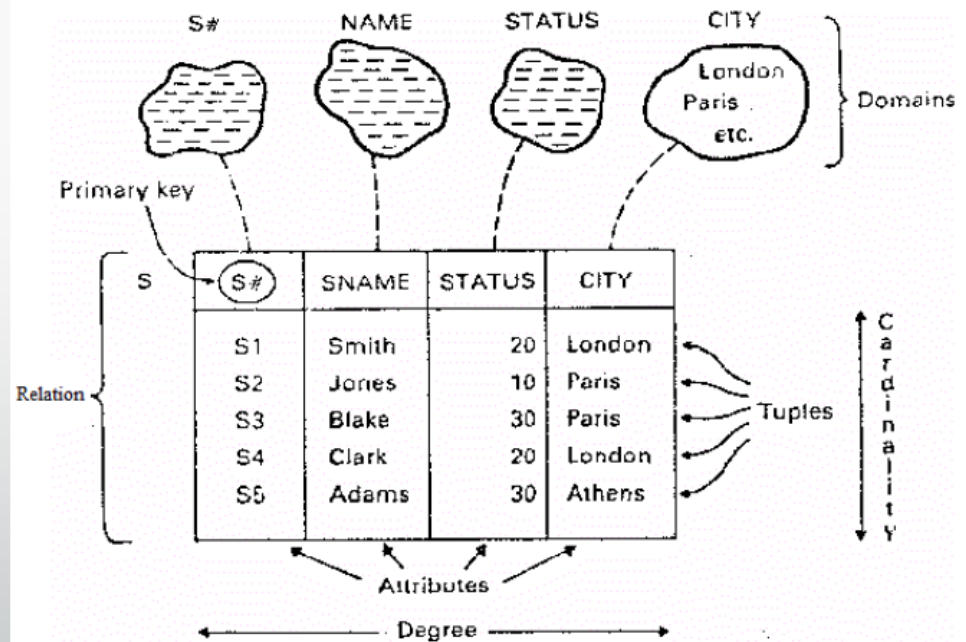 S# NAME STATUS CITY
London
Paris
etc.
Domains
Primary key
S S# SNAME STATUS CITY
S1 Smith 20 London
S2 Jones 10 Paris
S3 Blake 30 Paris
S4 Clark 20 London
S5 Adams 30 Athens
Relation
Tuples
Cardinality
Attributes
Degree